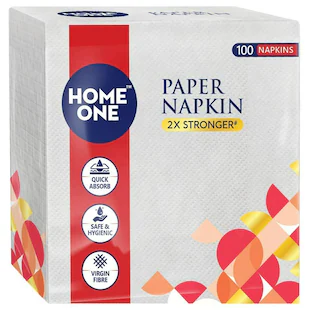 100 NAPKINS
HOME
ONE
PAPER
NAPKIN
2X STRONGER#
QUICK
ABSORB
SAFE &
HYGIENIC
VIRGIN
FIBRE